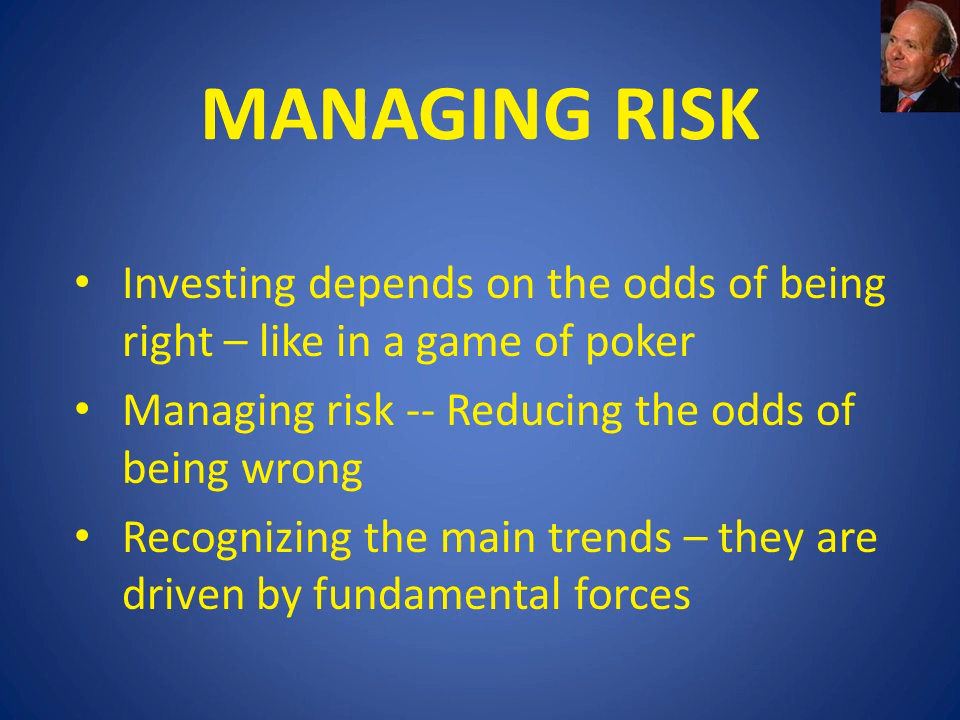 MANAGING RISK
• Investing depends on the odds of being
right – like in a game of poker
• Managing risk -- Reducing the odds of
being wrong
• Recognizing the main trends – they are
driven by fundamental forces